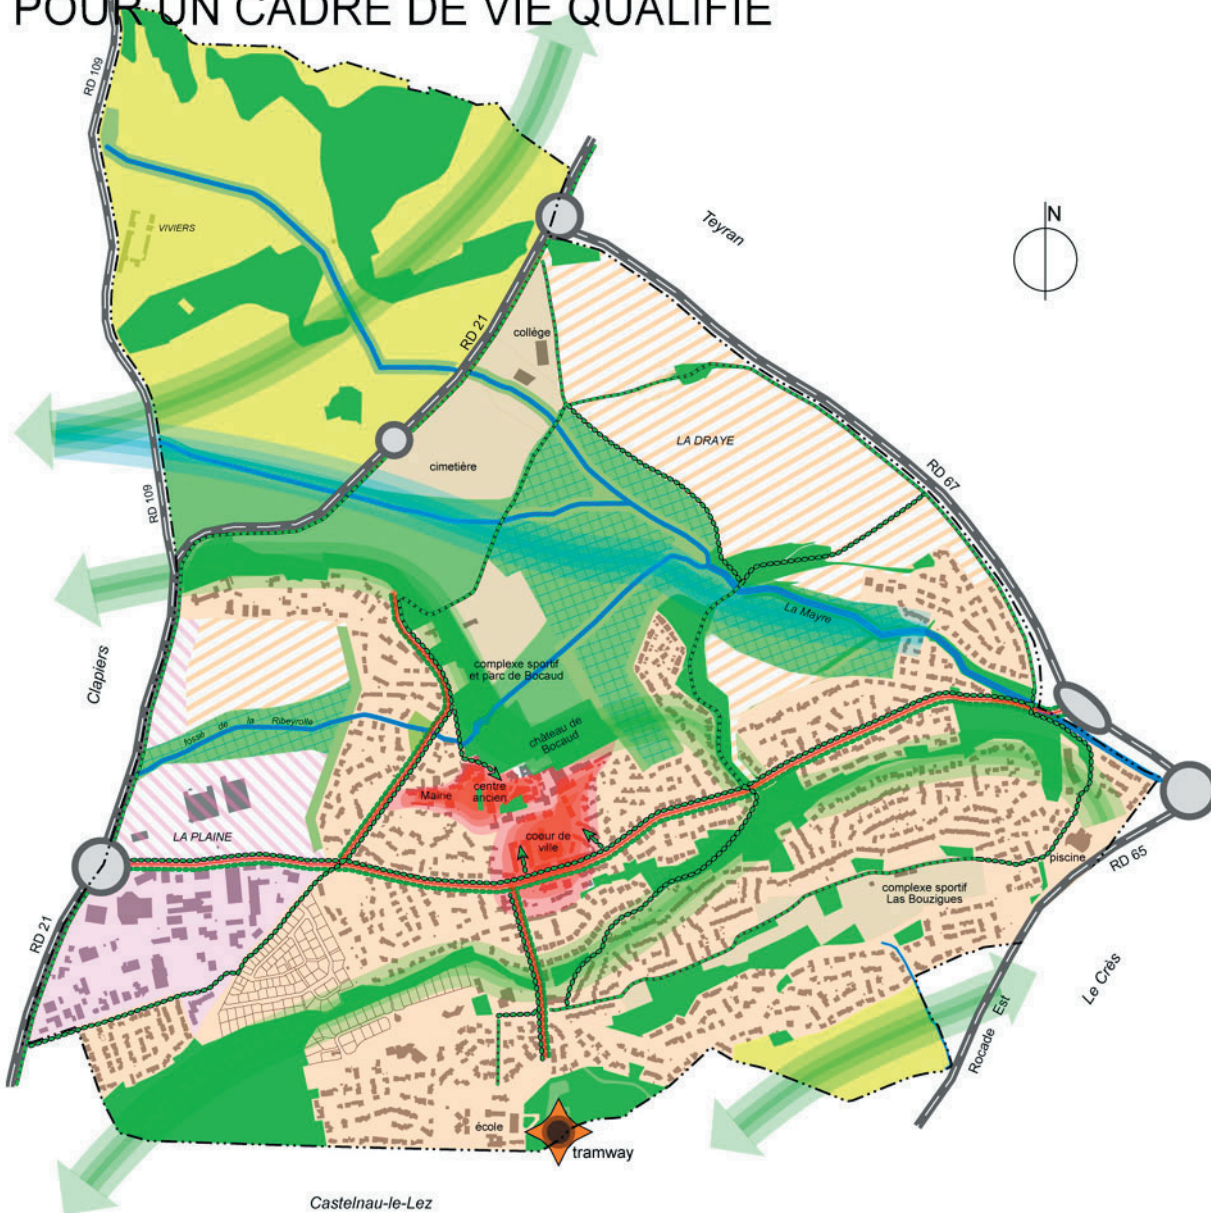 POUR UN CADRE DE VIE QUALIFIÉ
RD 109
VIVIERS
Teyran
N
RD 21
collège
LA DRAYE
cimetière
RD 67
RD 109
La Mayre
Clapiers
complexe sportif
et parc de Bocaud
fossé de la Ribeyrolle
château de
Bocaud
Mairie
centre
ancien
LA PLAINE
coeur de
ville
piscine
RD 65
complexe sportif
Las Bouzigues
RD 21
Le Crès
Rocade Est
école
tramway
Castelnau-le-Lez